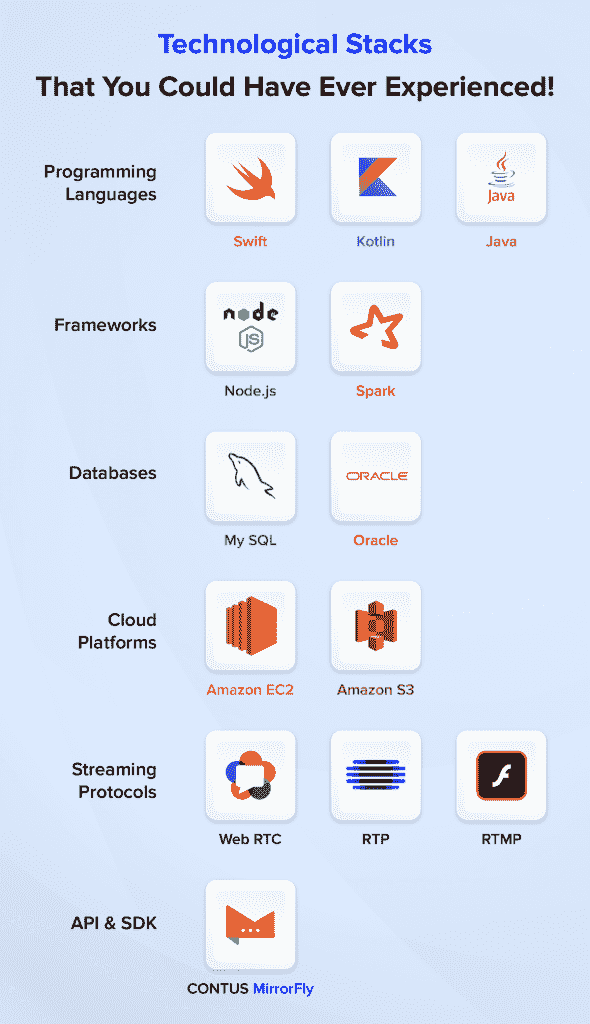 Technological Stacks
That You Could Have Ever Experienced!
Programming
Languages
Java
Swift
Kotlin
Java
Frameworks
node
JS
Node.js
Spark
Databases
ORACLE
My SQL
Oracle
Cloud
Platforms
Amazon EC2
Amazon S3
Streaming
Protocols
Web RTC
RTP
RTMP
API & SDK
CONTUS MirrorFly